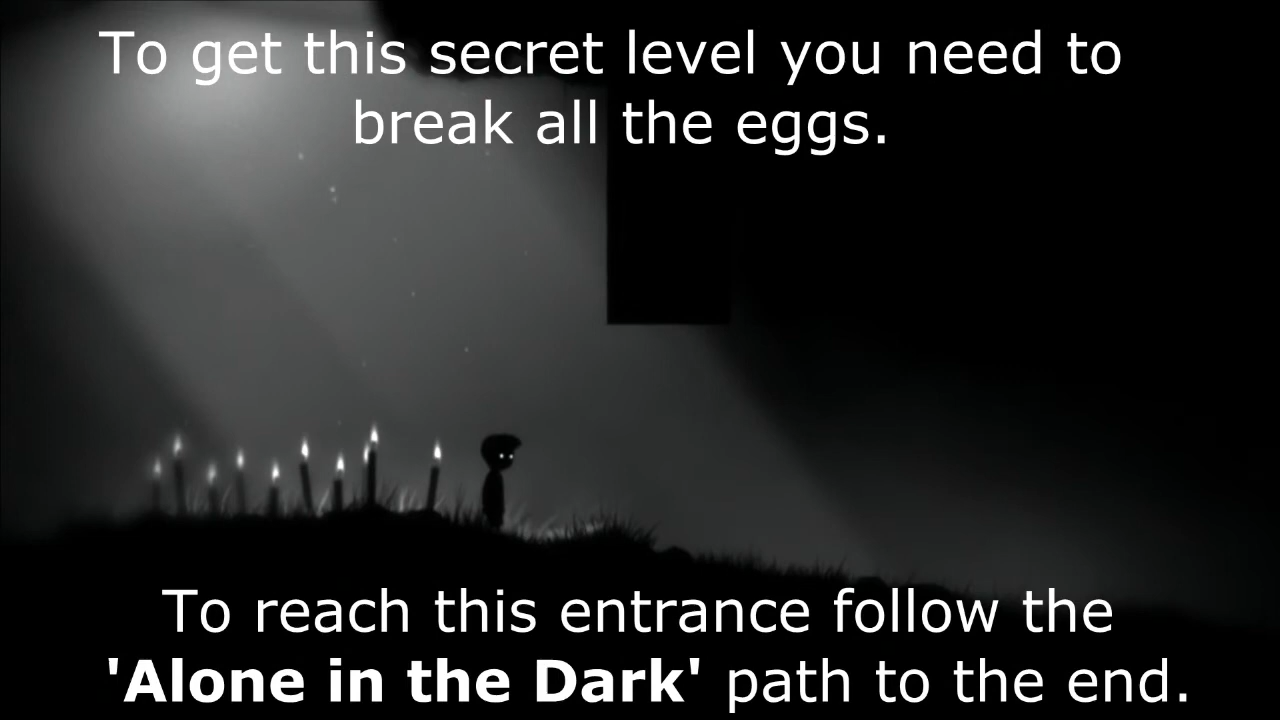 To get this secret level you need to
break all the eggs.
To reach this entrance follow the
'Alone in the Dark' path to the end.